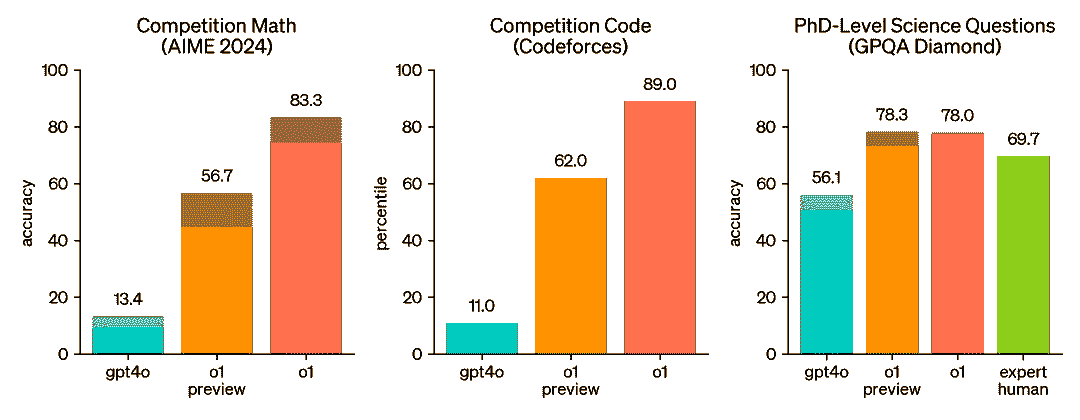 Competition Math
(AIME 2024)
accuracy
100
80
60
40
20
0
13.4
56.7
83.3
gpt4o
o1
preview
o1
Competition Code
(Codeforces)
percentile
100
80
60
40
20
0
11.0
62.0
89.0
gpt4o
o1
preview
o1
PhD-Level Science Questions
(GPQA Diamond)
accuracy
100
80
60
40
20
0
56.1
78.3
78.0
69.7
gpt4o
o1
preview
o1
expert
human